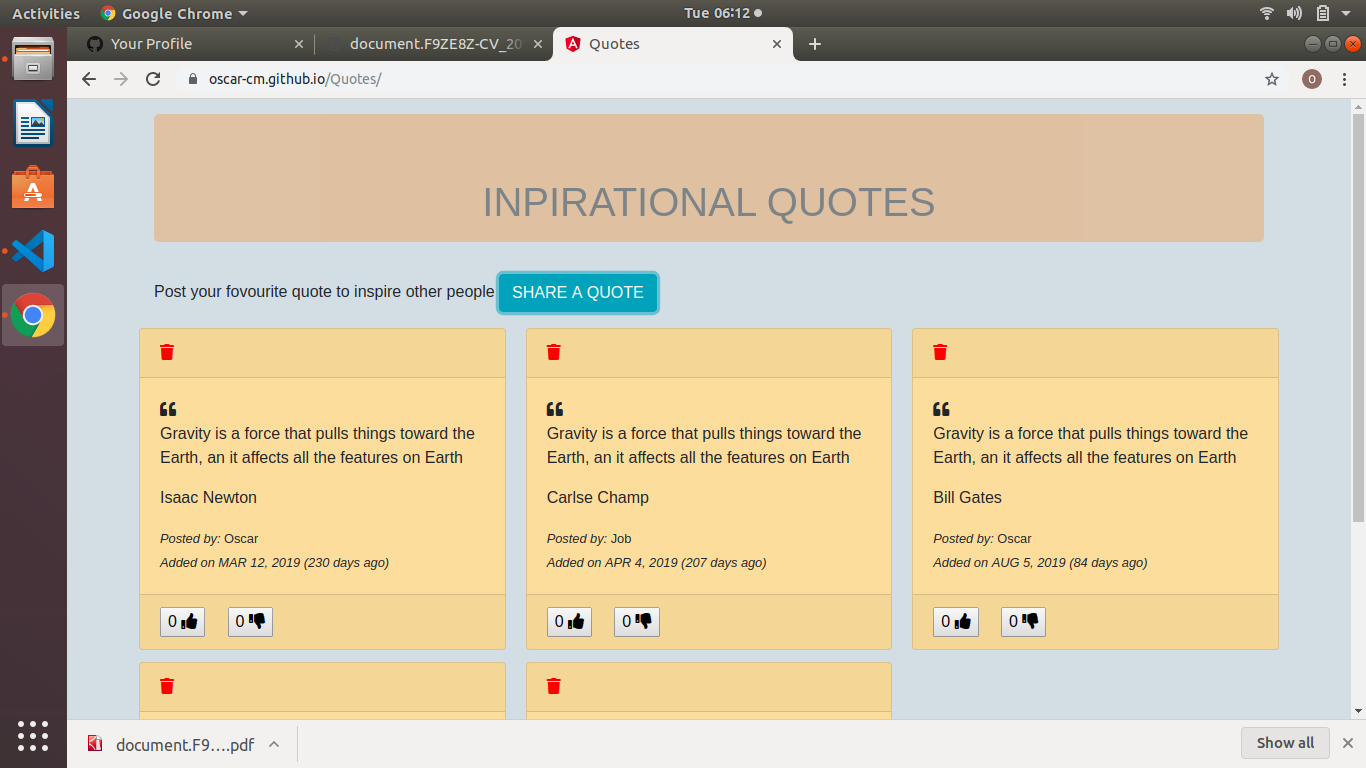 Activities Google Chrome Tue 06:12
Your Profile document.F9ZE8Z-CV_20 Quotes
oscar-cm.github.io/Quotes/ O
INPIRATIONAL QUOTES
Post your fovourite quote to inspire other people SHARE A QUOTE
Gravity is a force that pulls things toward the
Earth, an it affects all the features on Earth
Isaac Newton
Posted by: Oscar
Added on MAR 12, 2019 (230 days ago)
0 0
Gravity is a force that pulls things toward the
Earth, an it affects all the features on Earth
Carlse Champ
Posted by: Job
Added on APR 4, 2019 (207 days ago)
0 0
Gravity is a force that pulls things toward the
Earth, an it affects all the features on Earth
Bill Gates
Posted by: Oscar
Added on AUG 5, 2019 (84 days ago)
0 0
document.F9....pdf Show all